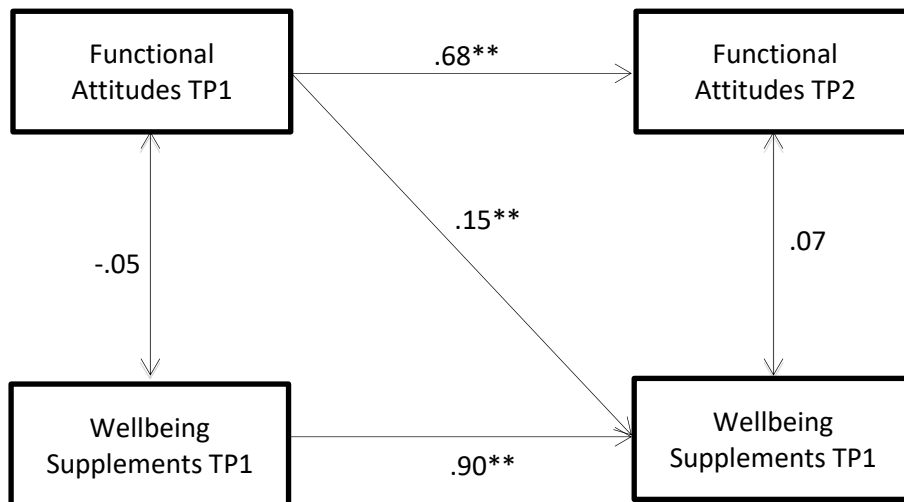 Functional
Attitudes TP1
.68**
Functional
Attitudes TP2
.15**
-.05
.07
Wellbeing
Supplements TP1
.90**
Wellbeing
Supplements TP1